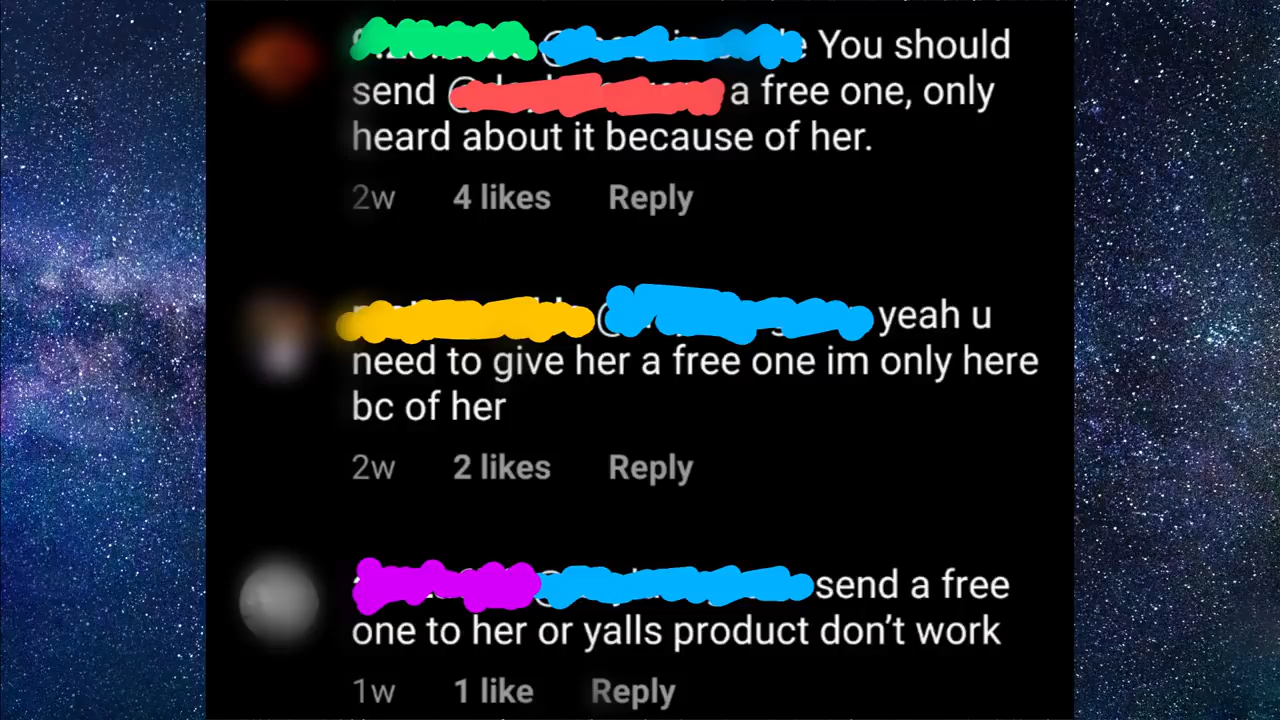 You should
send a free one, only
heard about it because of her.
2w 4 likes Reply
yeah u
need to give her a free one im only here
bc of her
2w 2 likes Reply
send a free
one to her or yalls product don't work
1w 1 like Reply